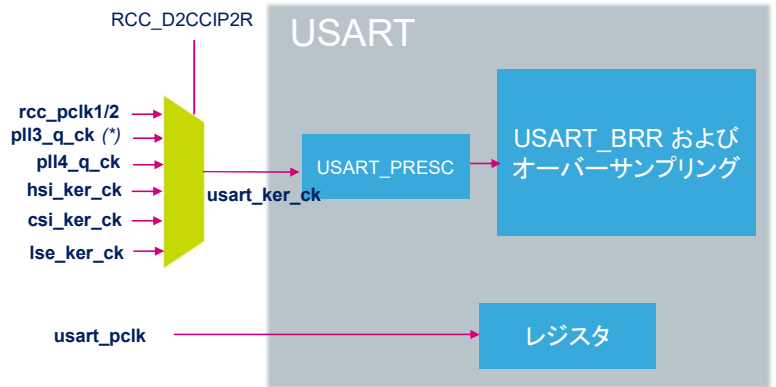 RCC_D2CCIP2R
USART
rcc_pclk1/2
pll3_q_ck (*)
pll4_q_ck
hsi_ker_ck
csi_ker_ck
lse_ker_ck
usart_ker_ck
USART_PRESC
USART_BRR および
オーバーサンプリング
usart_pclk
レジスタ